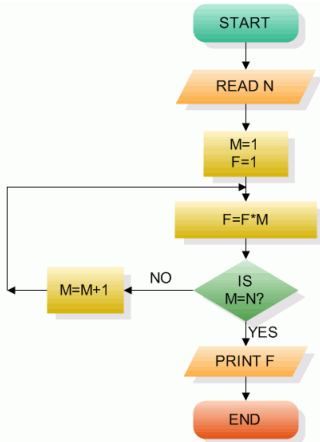 START
READ N
M=1
F=1
F=F*M
NO
M=M+1
IS
M=N?
YES
PRINT F
END